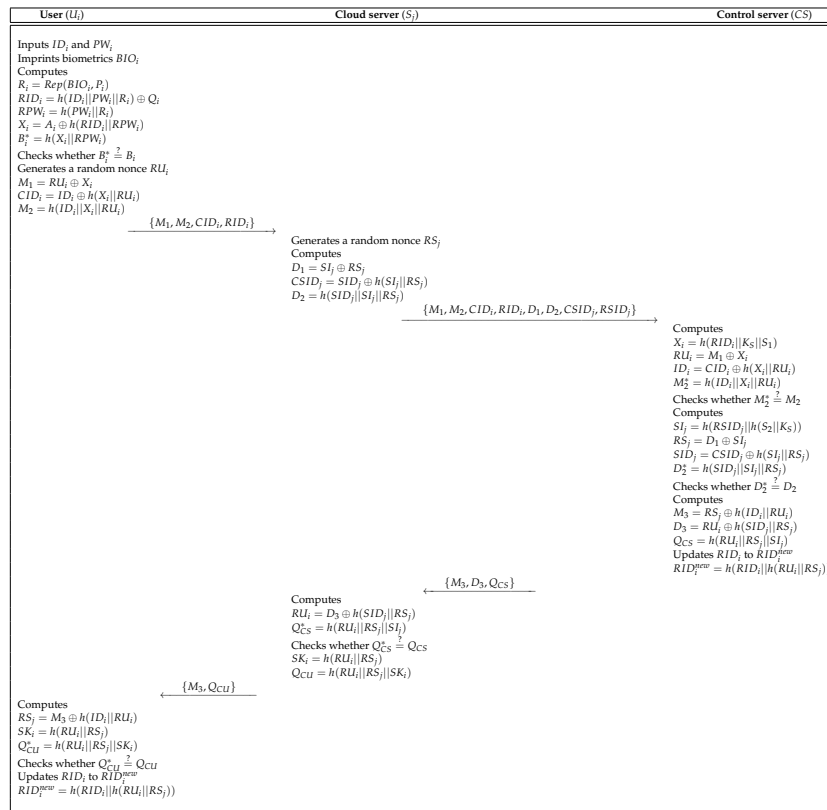 User (U_i) Cloud server (S_j) Control server (CS)
Inputs ID_i and PW_i
Imprints biometrics BIO_i
Computes
R_i = Rep(BIO_i, P_i)
RID_i = h(ID_i||PW_i||R_i) ⊕ Q_i
RPW_i = h(PW_i||R_i)
X_i = A_i ⊕ h(RID_i||RPW_i)
B_i^* = h(X_i||RPW_i)
Checks whether B_i^* ?= B_i
Generates a random nonce RU_i
M_1 = RU_i ⊕ X_i
CID_i = ID_i ⊕ h(X_i||RU_i)
M_2 = h(ID_i||X_i||RU_i)
{M_1, M_2, CID_i, RID_i}
Generates a random nonce RS_j
Computes
D_1 = SI_j ⊕ RS_j
CSID_j = SID_j ⊕ h(SI_j||RS_j)
D_2 = h(SID_j||SI_j||RS_j)
{M_1, M_2, CID_i, RID_i, D_1, D_2, CSID_j, RSID_j}
Computes
X_i = h(RID_i||K_S||S_1)
RU_i = M_1 ⊕ X_i
ID_i = CID_i ⊕ h(X_i||RU_i)
M_2^* = h(ID_i||X_i||RU_i)
Checks whether M_2^* ?= M_2
Computes
SI_j = h(RSID_j||h(S_2||K_S))
RS_j = D_1 ⊕ SI_j
SID_j = CSID_j ⊕ h(SI_j||RS_j)
D_2^* = h(SID_j||SI_j||RS_j)
Checks whether D_2^* ?= D_2
Computes
M_3 = RS_j ⊕ h(ID_i||RU_i)
D_3 = RU_i ⊕ h(SID_j||RS_j)
Q_CS = h(RU_i||RS_j||SI_j)
Updates RID_i to RID_i^new
RID_i^new = h(RID_i||h(RU_i||RS_j)
{M_3, D_3, Q_CS}
Computes
RU_i = D_3 ⊕ h(SID_j||RS_j)
Q_CS^* = h(RU_i||RS_j||SI_j)
Checks whether Q_CS^* ?= Q_CS
SK_i = h(RU_i||RS_j)
Q_CU = h(RU_i||RS_j||SK_i)
{M_3, Q_CU}
Computes
RS_j = M_3 ⊕ h(ID_i||RU_i)
SK_i = h(RU_i||RS_j)
Q_CU^* = h(RU_i||RS_j||SK_i)
Checks whether Q_CU^* ?= Q_CU
Updates RID_i to RID_i^new
RID_i^new = h(RID_i||h(RU_i||RS_j))